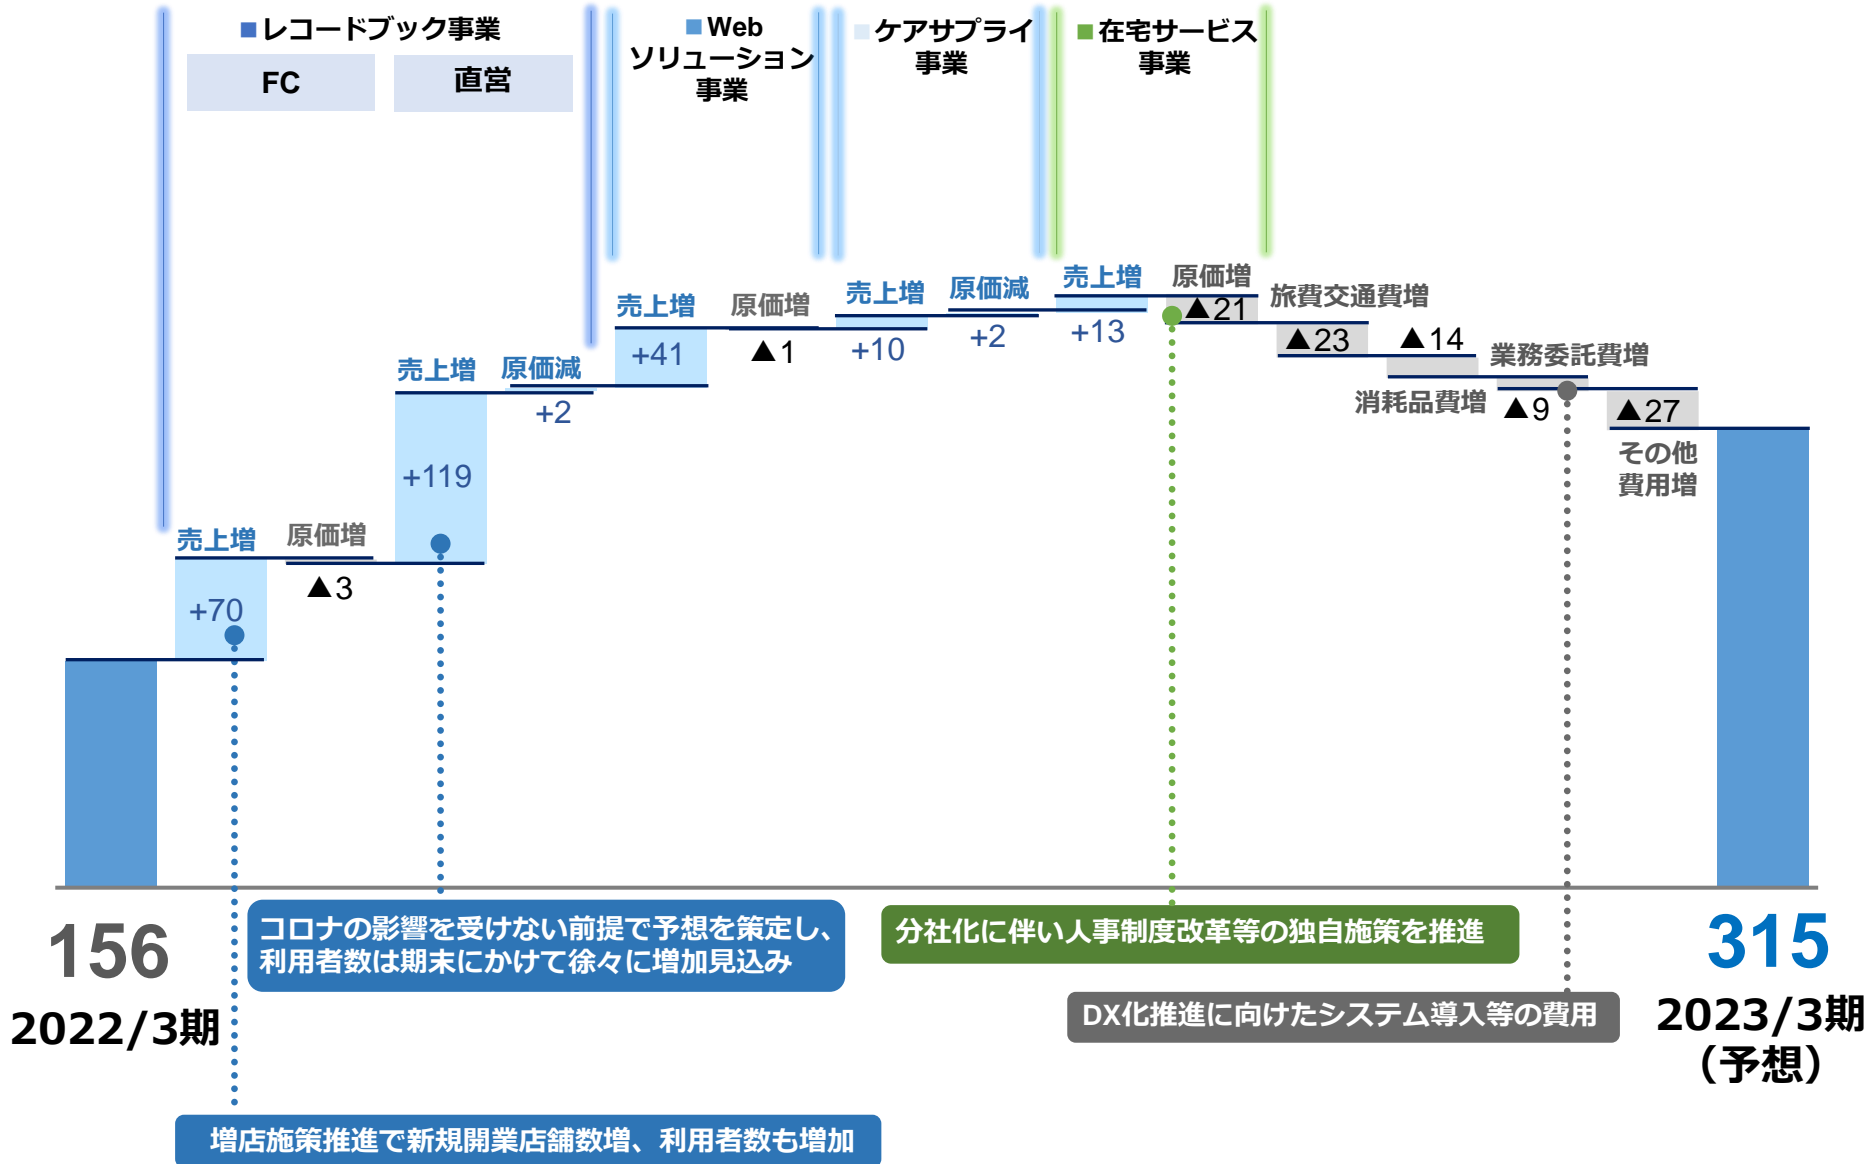 ■レコードブック事業
FC
直営
■Web
ソリューション
事業
■ケアサプライ
事業
■在宅サービス
事業
売上増
+70
原価増
▲3
売上増
+119
原価減
+2
売上増
+41
原価増
▲1
売上増
+10
原価減
+2
売上増
+13
原価増
▲21
旅費交通費増
▲23
▲14
消耗品費増
業務委託費増
▲9
▲27
その他
費用増
156
2022/3期
コロナの影響を受けない前提で予想を策定し、
利用者数は期末にかけて徐々に増加見込み
分社化に伴い人事制度改革等の独自施策を推進
DX化推進に向けたシステム導入等の費用
315
2023/3期
（予想）
増店施策推進で新規開業店舗数増、利用者数も増加